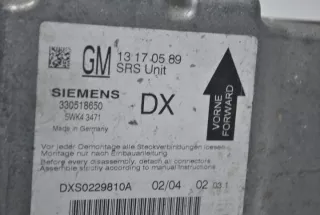 GM 13 17 05 89
SRS Unit
SIEMENS
330518650
5WK4 3471
DX
Made in Germany
VORNE
FORWARD
Vor jeder Demontage alle Steckverbindungen lösen
Montage nur nach Einbauanleitung
Before every disassembly, detach all connectors
Assemble strictly according to manual Instructions
DXS0229810A 02/04 02